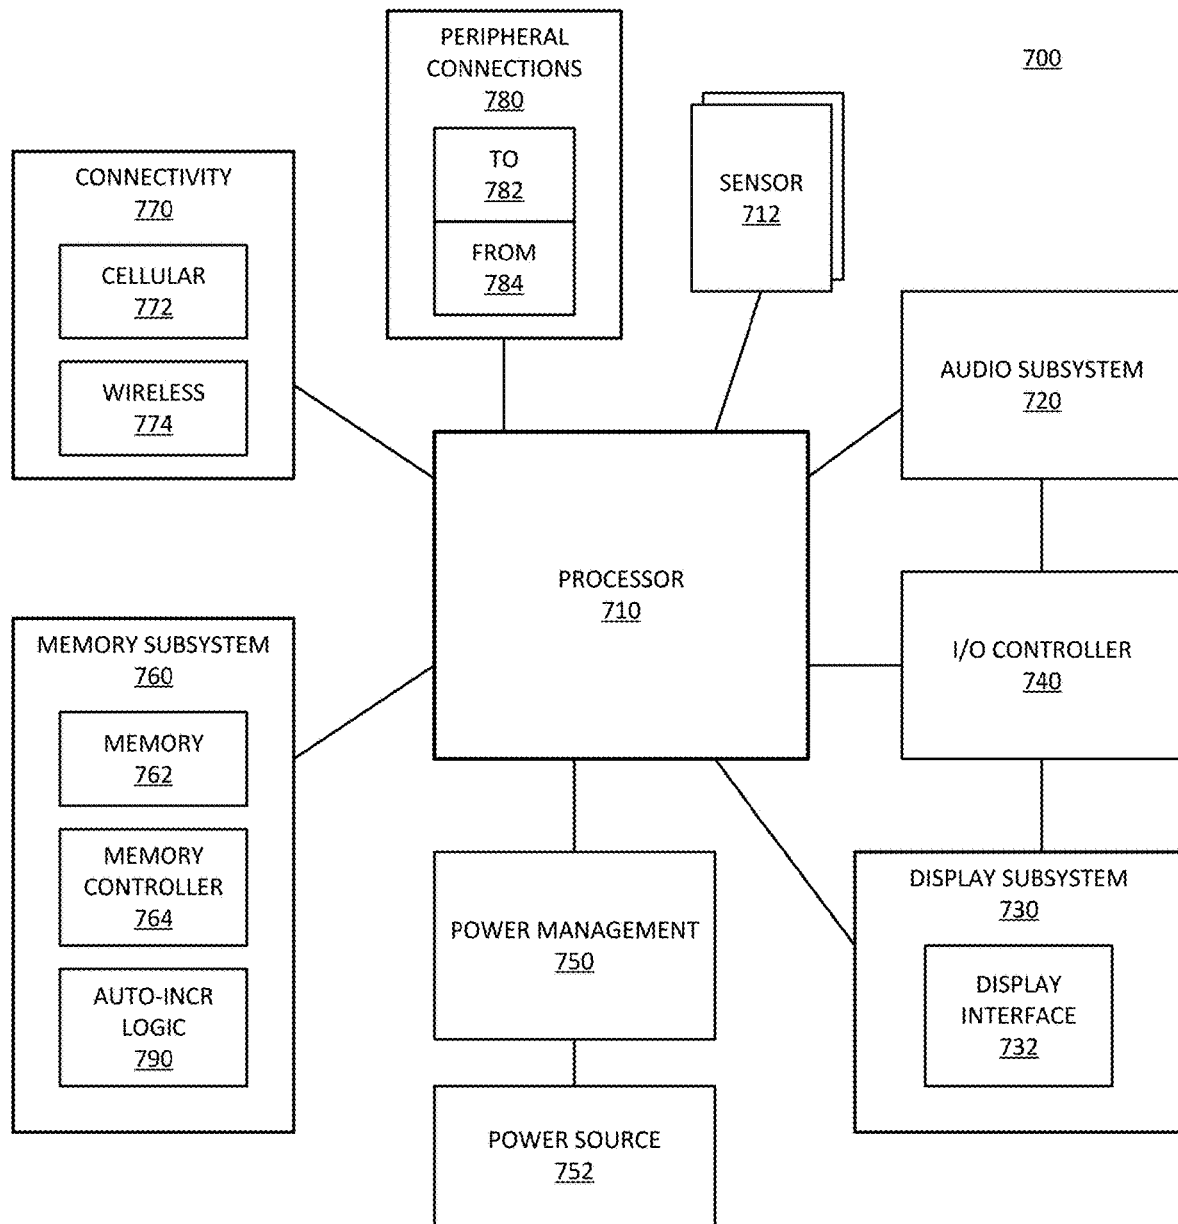 PERIPHERAL
CONNECTIONS
780
TO
782
FROM
784
700
SENSOR
712
CONNECTIVITY
770
CELLULAR
772
WIRELESS
774
AUDIO SUBSYSTEM
720
PROCESSOR
710
I/O CONTROLLER
740
MEMORY SUBSYSTEM
760
MEMORY
762
MEMORY
CONTROLLER
764
AUTO-INCR
LOGIC
790
POWER MANAGEMENT
750
POWER SOURCE
752
DISPLAY SUBSYSTEM
730
DISPLAY
INTERFACE
732